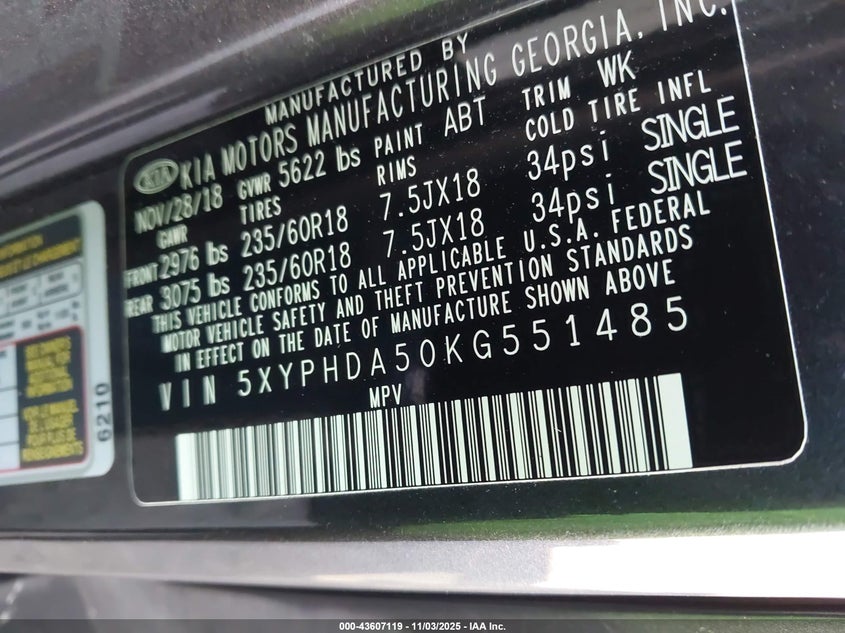 MANUFACTURED BY
KIA KIA MOTORS MANUFACTURING GEORGIA, INC.
NOV/28/18 GVWR 5622 lbs PAINT ABT TRIM WK
GAWR TIRES RIMS COLD TIRE INFL
FRONT 2976 lbs 235/60R18 7.5JX18 34psi SINGLE
REAR 3075 lbs 235/60R18 7.5JX18 34psi SINGLE
THIS VEHICLE CONFORMS TO ALL APPLICABLE U.S.A. FEDERAL
MOTOR VEHICLE SAFETY AND THEFT PREVENTION STANDARDS
IN EFFECT ON THE DATE OF MANUFACTURE SHOWN ABOVE
VIN 5XYPHDA50KG551485
MPV
6210
000-43607119 - 11/03/2025 - IAA Inc.